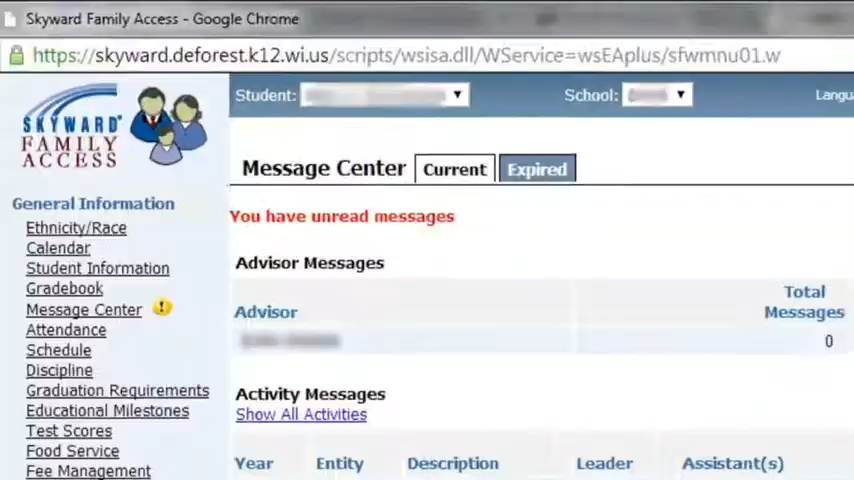 Skyward Family Access - Google Chrome
https://skyward.deforest.k12.wi.us/scripts/wsisa.dll/WService=wsEAplus/sfwmnu01.w
SKYWARD®
FAMILY
ACCESS
Student:
School:
Langu
Message Center Current Expired
You have unread messages
General Information
Ethnicity/Race
Calendar
Student Information
Gradebook
Message Center
Attendance
Schedule
Discipline
Graduation Requirements
Educational Milestones
Test Scores
Food Service
Fee Management
Advisor Messages
Advisor
Total
Messages
0
Activity Messages
Show All Activities
Year Entity Description Leader Assistant(s)